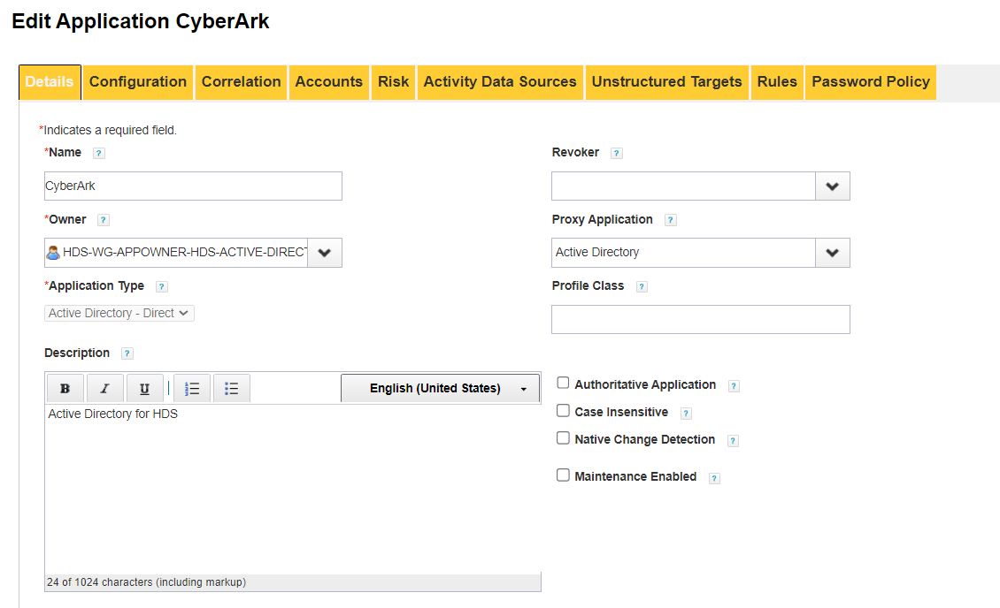 Edit Application CyberArk
Details Configuration Correlation Accounts Risk Activity Data Sources Unstructured Targets Rules Password Policy
*Indicates a required field.
*Name ?
CyberArk
Revoker ?
*Owner ?
HDS-WG-APPOWNER-HDS-ACTIVE-DIRECT
Proxy Application ?
Active Directory
*Application Type ?
Active Directory - Direct
Profile Class ?
Description ?
B I U English (United States)
Active Directory for HDS
24 of 1024 characters (including markup)
Authoritative Application ?
Case Insensitive ?
Native Change Detection ?
Maintenance Enabled ?